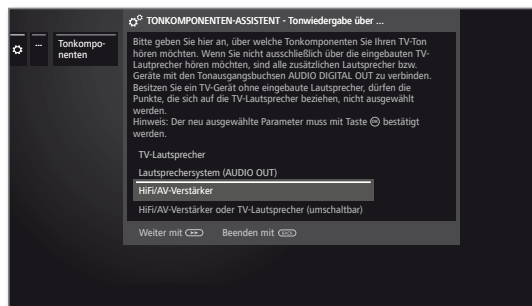 TONKOMPONENTEN-ASSISTENT - Tonwiedergabe über ...
...
Tonkompo-
nenten
Bitte geben Sie hier an, über welche Tonkomponenten Sie Ihren TV-Ton
hören möchten. Wenn Sie nicht ausschließlich über die eingebauten TV-
Lautprecher hören möchten, sind alle zusätzlichen Lautsprecher bzw.
Geräte mit den Tonausgangsbuchsen AUDIO DIGITAL OUT zu verbinden.
Besitzen Sie ein TV-Gerät ohne eingebaute Lautsprecher, dürfen die
Punkte, die sich auf die TV-Lautsprecher beziehen, nicht ausgewählt
werden.
Hinweis: Der neu ausgewählte Parameter muss mit Taste OK bestätigt
werden.
TV-Lautsprecher
Lautsprechersystem (AUDIO OUT)
HiFi/AV-Verstärker
HiFi/AV-Verstärker oder TV-Lautsprecher (umschaltbar)
Weiter mit Beenden mit BACK